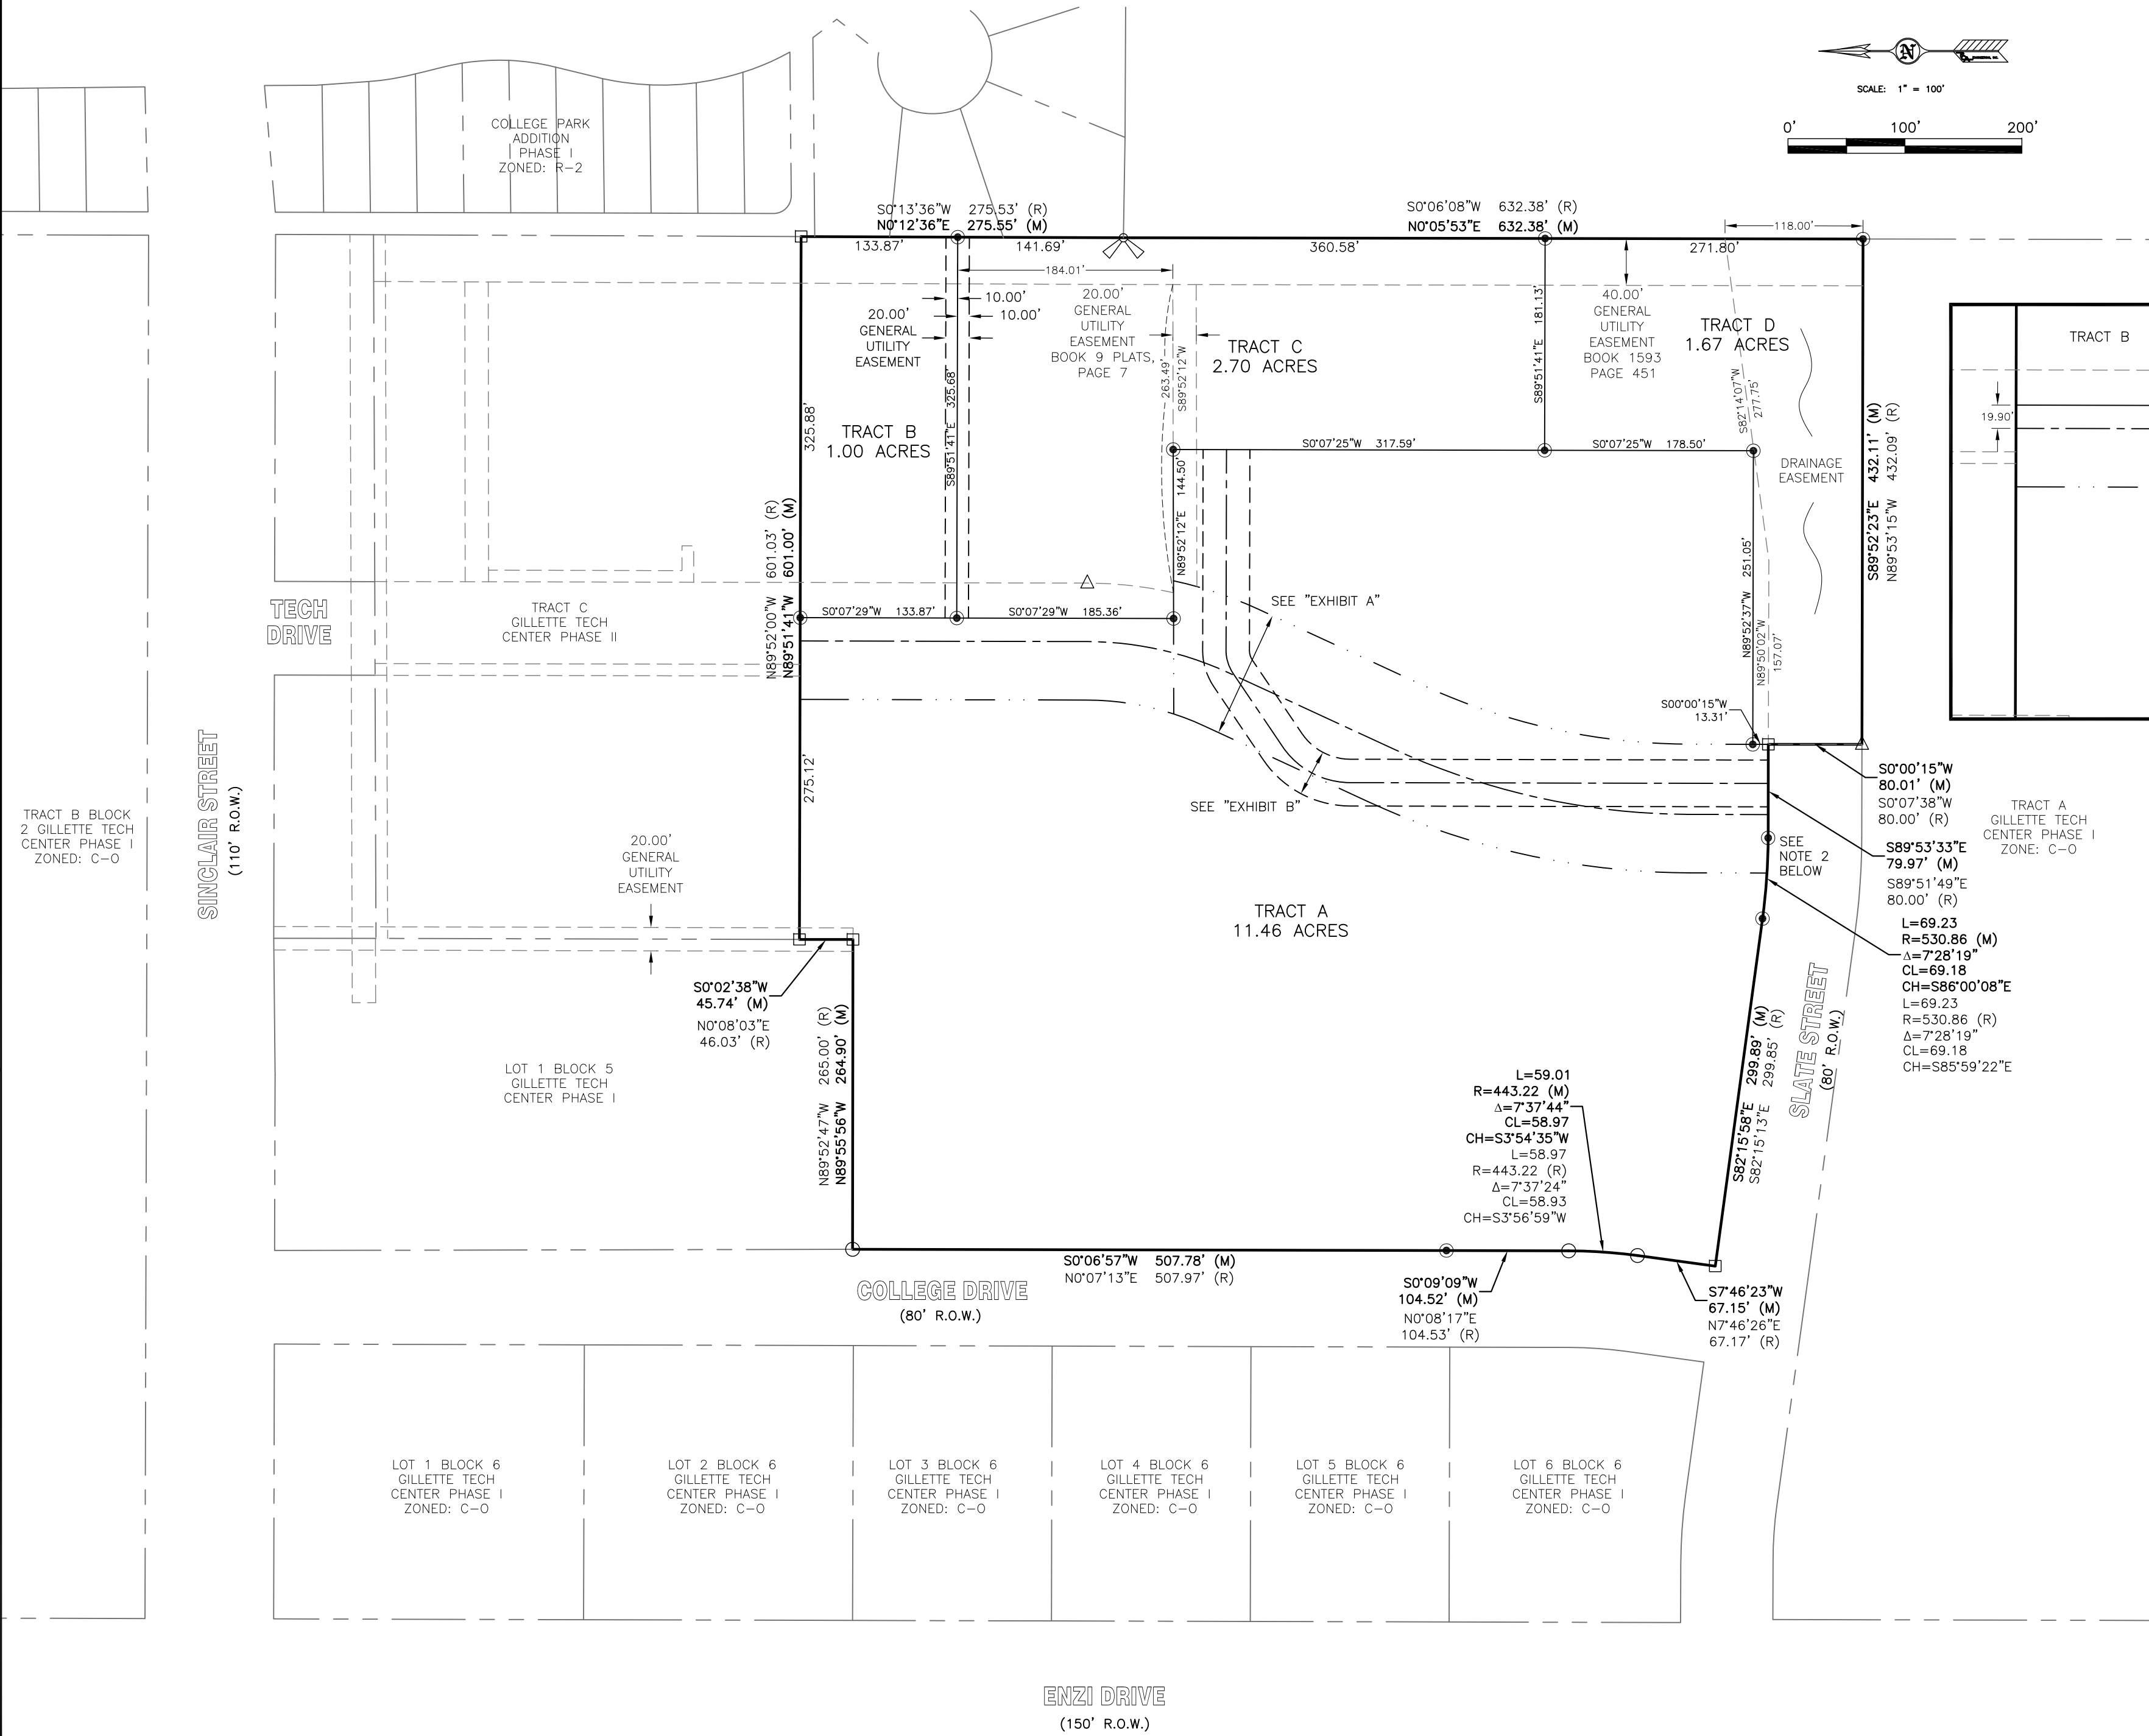 N
SCALE: 1" = 100'
0' 100' 200'
COLLEGE PARK
ADDITION
PHASE I
ZONED: R-2
S0°13'36"W 275.53' (R)
N0°12'36"E 275.55' (M)
133.87'
141.69'
S0°06'08"W 632.38' (R)
N0°05'53"E 632.38' (M)
360.58'
271.80'
118.00'
184.01'
10.00'
10.00'
20.00'
GENERAL
UTILITY
EASEMENT
20.00'
GENERAL
UTILITY
EASEMENT
BOOK 9 PLATS,
PAGE 7
263.49'
S89°52'12"W
TRACT C
2.70 ACRES
S89°51'41"E 181.13'
40.00'
GENERAL
UTILITY
EASEMENT
BOOK 1593
PAGE 451
TRACT D
1.67 ACRES
S82°14'07"W
277.75'
TRACT B
19.90'
325.88'
TRACT B
1.00 ACRES
S89°51'41"E 325.68'
S0°07'25"W 317.59'
S0°07'25"W 178.50'
DRAINAGE
EASEMENT
S89°52'23"E 432.11' (M)
N89°53'15"W 432.09' (R)
N89°52'12"E 144.50'
N89°52'00"W 601.03' (R)
N89°51'41"W 601.00' (M)
N89°52'37"W 251.05'
N89°50'02"W
157.07'
TECH
DRIVE
TRACT C
GILLETTE TECH
CENTER PHASE II
S0°07'29"W 133.87'
S0°07'29"W 185.36'
SEE "EXHIBIT A"
S00°00'15"W
13.31'
275.12'
SEE "EXHIBIT B"
S0°00'15"W
80.01' (M)
S0°07'38"W
80.00' (R)
TRACT A
GILLETTE TECH
CENTER PHASE I
ZONE: C-O
TRACT B BLOCK
2 GILLETTE TECH
CENTER PHASE I
ZONED: C-O
SINCLAIR STREET
(110' R.O.W.)
20.00'
GENERAL
UTILITY
EASEMENT
SEE
NOTE 2
BELOW
S89°53'33"E
79.97' (M)
S89°51'49"E
80.00' (R)
TRACT A
11.46 ACRES
L=69.23
R=530.86 (M)
Δ=7°28'19"
CL=69.18
CH=S86°00'08"E
L=69.23
R=530.86 (R)
Δ=7°28'19"
CL=69.18
CH=S85°59'22"E
S0°02'38"W
45.74' (M)
N0°08'03"E
46.03' (R)
N89°52'47"W 265.00' (R)
N89°55'56"W 264.90' (M)
LOT 1 BLOCK 5
GILLETTE TECH
CENTER PHASE I
S82°15'58"E 299.89' (M)
S82°15'13"E 299.85' (R)
SLATE STREET
(80' R.O.W.)
L=59.01
R=443.22 (M)
Δ=7°37'44"
CL=58.97
CH=S3°54'35"W
L=58.97
R=443.22 (R)
Δ=7°37'24"
CL=58.93
CH=S3°56'59"W
S0°06'57"W 507.78' (M)
N0°07'13"E 507.97' (R)
COLLEGE DRIVE
(80' R.O.W.)
S0°09'09"W
104.52' (M)
N0°08'17"E
104.53' (R)
S7°46'23"W
67.15' (M)
N7°46'26"E
67.17' (R)
LOT 1 BLOCK 6
GILLETTE TECH
CENTER PHASE I
ZONED: C-O
LOT 2 BLOCK 6
GILLETTE TECH
CENTER PHASE I
ZONED: C-O
LOT 3 BLOCK 6
GILLETTE TECH
CENTER PHASE I
ZONED: C-O
LOT 4 BLOCK 6
GILLETTE TECH
CENTER PHASE I
ZONED: C-O
LOT 5 BLOCK 6
GILLETTE TECH
CENTER PHASE I
ZONED: C-O
LOT 6 BLOCK 6
GILLETTE TECH
CENTER PHASE I
ZONED: C-O
ENZI DRIVE
(150' R.O.W.)